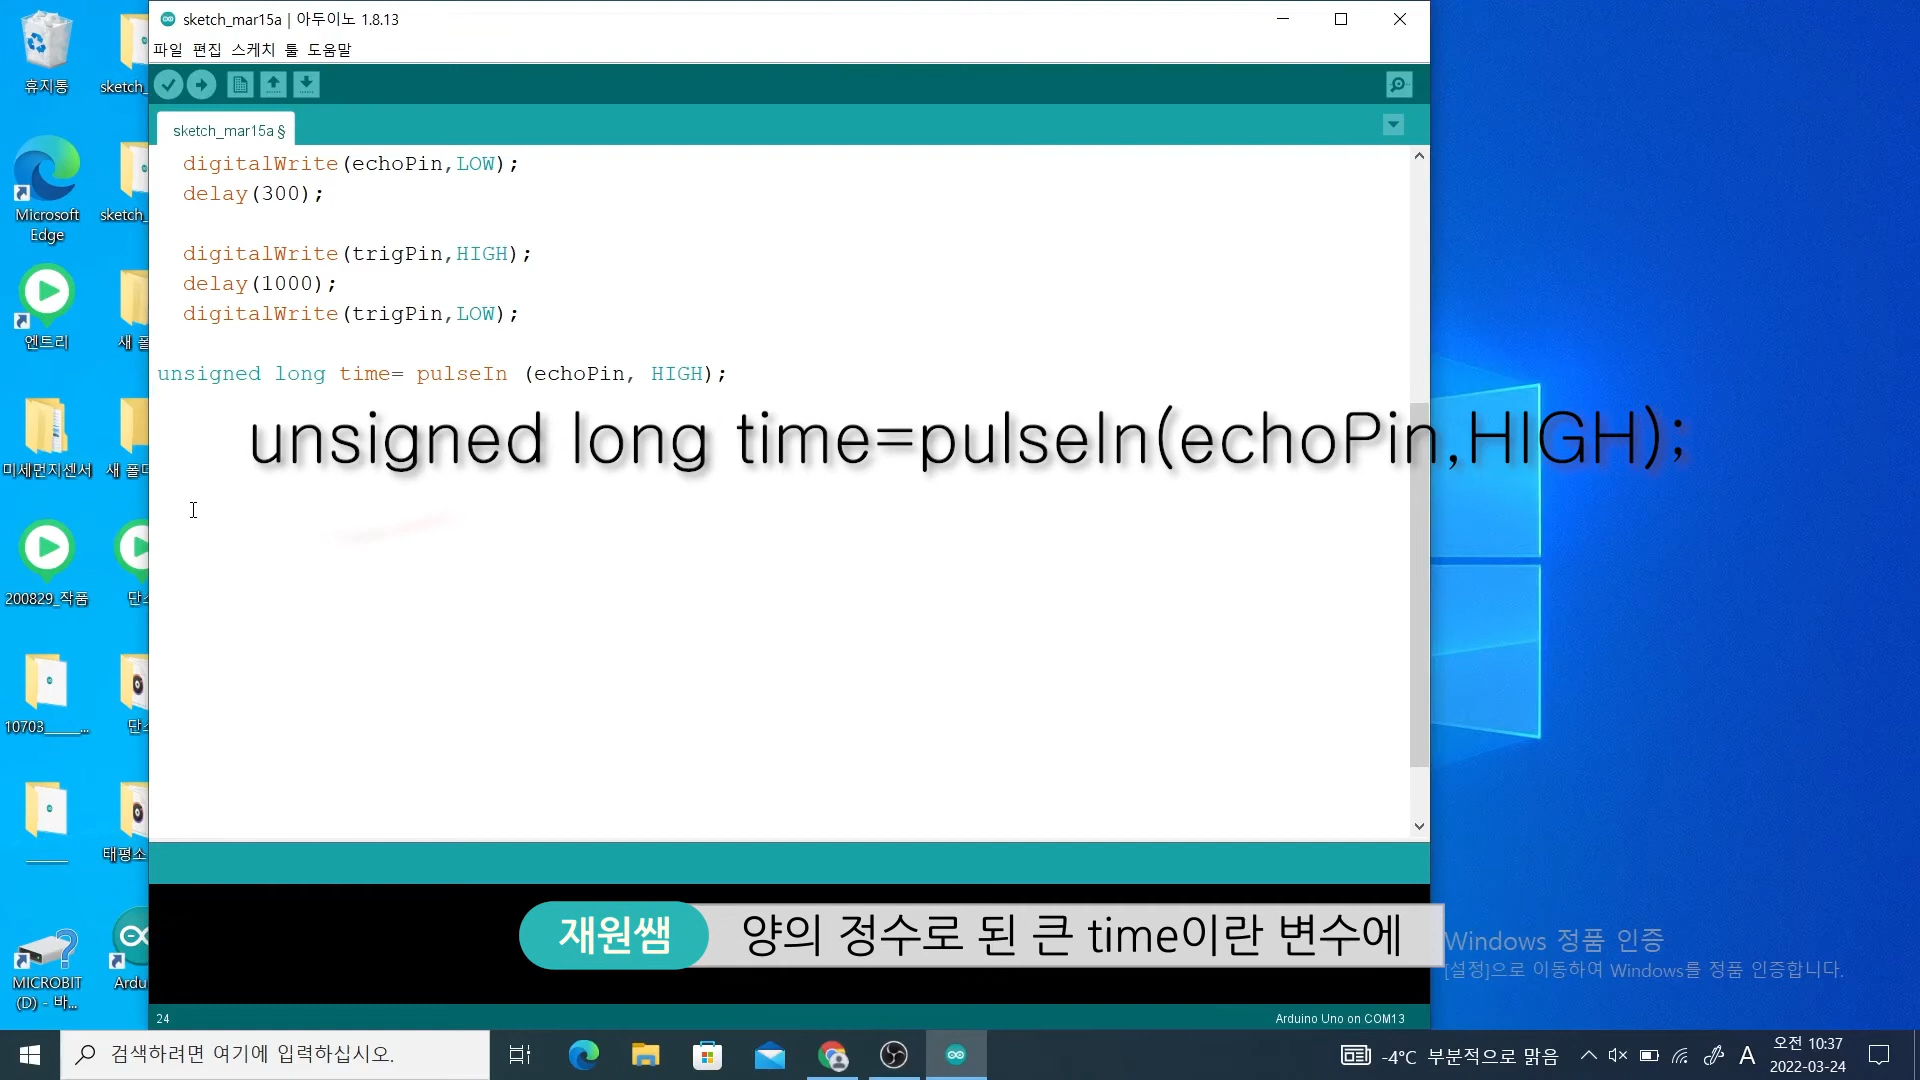 sketch_mar15a | 아두이노 1.8.13
파일 편집 스케치 툴 도움말
sketch_mar15a §
digitalWrite(echoPin,LOW);
delay(300);
digitalWrite(trigPin,HIGH);
delay(1000);
digitalWrite(trigPin,LOW);
unsigned long time= pulseIn (echoPin, HIGH);
unsigned long time=pulseIn(echoPin,HIGH);
재원쌤 양의 정수로 된 큰 time이란 변수에
24
Arduino Uno on COM13
Windows 정품 인증
[설정]으로 이동하여 Windows를 정품 인증합니다.
휴지통
sketch_
Microsoft
Edge
sketch_
엔트리
새 폴
미세먼지센서
새 폴더
200829_작품
단소
10703_____...
단소
태평소
MICROBIT
(D) - 바...
Ardu
검색하려면 여기에 입력하십시오.
-4°C 부분적으로 맑음
A
오전 10:37
2022-03-24